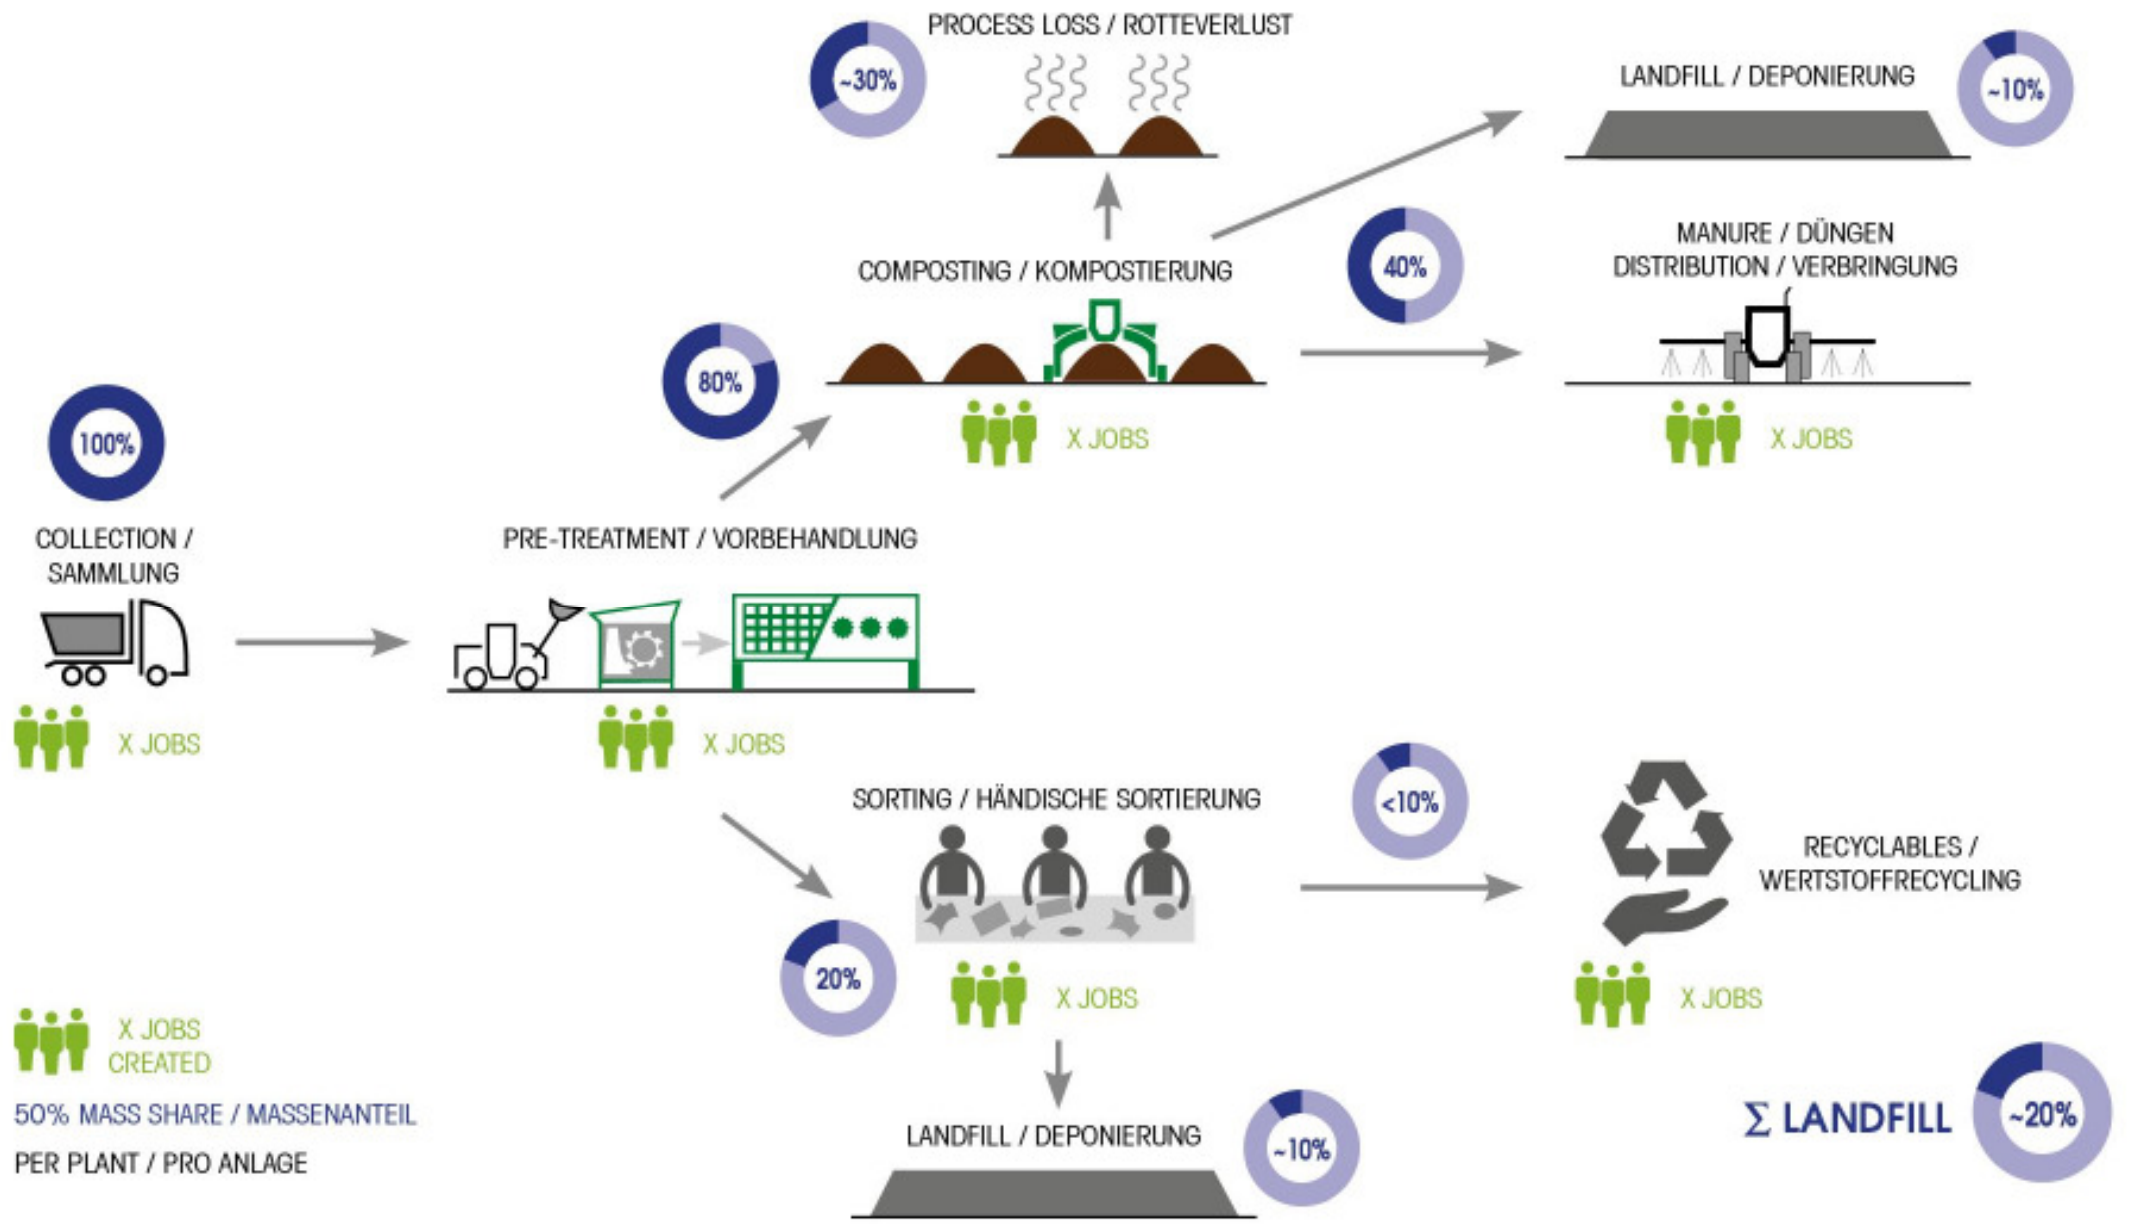 PROCESS LOSS / ROTTEVERLUST
~30%
LANDFILL / DEPONIERUNG
~10%
MANURE / DÜNGEN
DISTRIBUTION / VERBRINGUNG
40%
COMPOSTING / KOMPOSTIERUNG
80%
X JOBS
X JOBS
100%
COLLECTION /
SAMMLUNG
PRE-TREATMENT / VORBEHANDLUNG
X JOBS
X JOBS
SORTING / HÄNDISCHE SORTIERUNG
<10%
RECYCLABLES /
WERTSTOFFRECYCLING
20%
X JOBS
X JOBS
X JOBS
CREATED
50% MASS SHARE / MASSENANTEIL
PER PLANT / PRO ANLAGE
LANDFILL / DEPONIERUNG
~10%
Σ LANDFILL
~20%